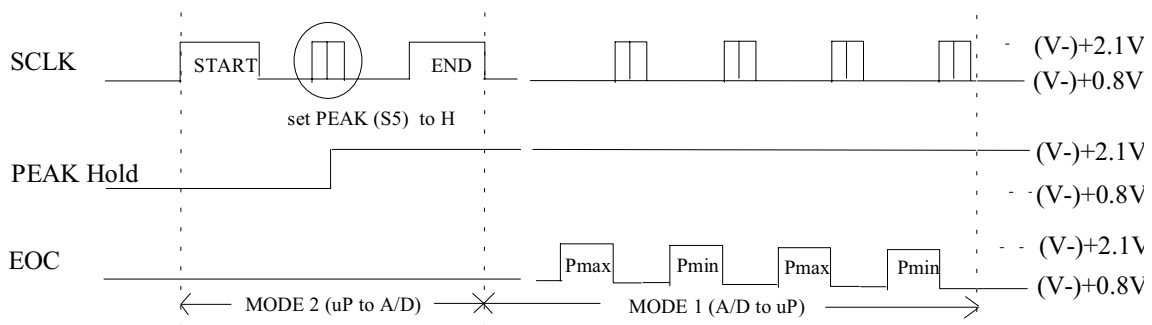 SCLK
START
END
(V-)+2.1V
(V-)+0.8V
set PEAK (S5) to H
PEAK Hold
(V-)+2.1V
(V-)+0.8V
EOC
Pmax
Pmin
Pmax
Pmin
(V-)+2.1V
(V-)+0.8V
MODE 2 (uP to A/D)
MODE 1 (A/D to uP)